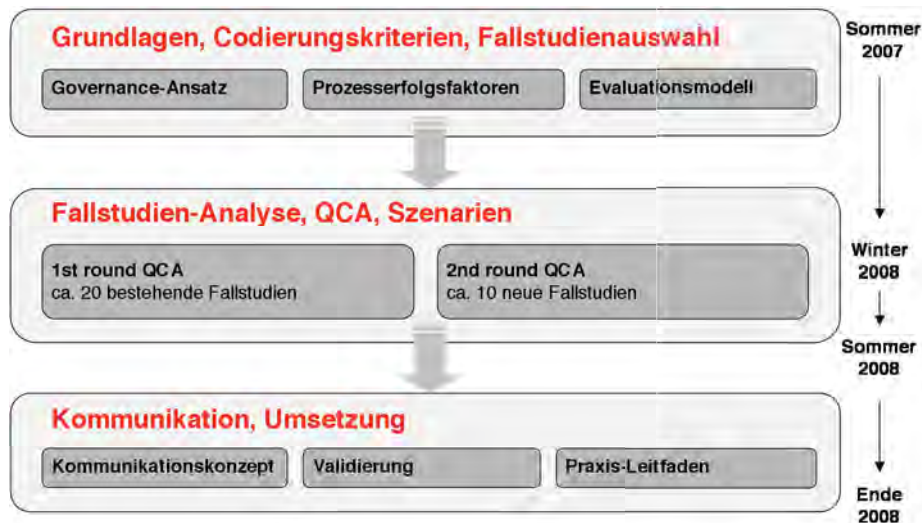 Grundlagen, Codierungskriterien, Fallstudienauswahl
Governance-Ansatz
Prozesserfolgsfaktoren
Evaluationsmodell
Sommer
2007
Fallstudien-Analyse, QCA, Szenarien
1st round QCA
ca. 20 bestehende Fallstudien
2nd round QCA
ca. 10 neue Fallstudien
Winter
2008
Sommer
2008
Kommunikation, Umsetzung
Kommunikationskonzept
Validierung
Praxis-Leitfaden
Ende
2008